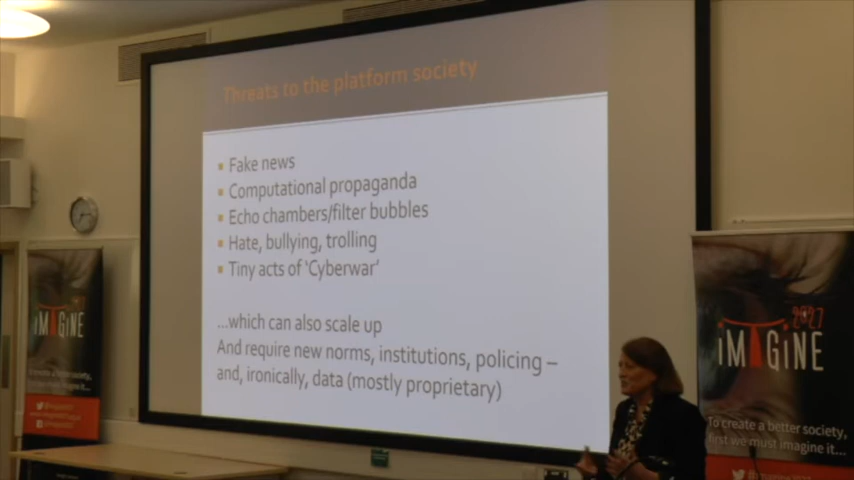 Threats to the platform society
Fake news
Computational propaganda
Echo chambers/filter bubbles
Hate, bullying, trolling
Tiny acts of 'Cyberwar'
...which can also scale up
And require new norms, institutions, policing –
and, ironically, data (mostly proprietary)
iMAGiNE
2027
iMAGiNE
To create a better society,
first we must imagine it...